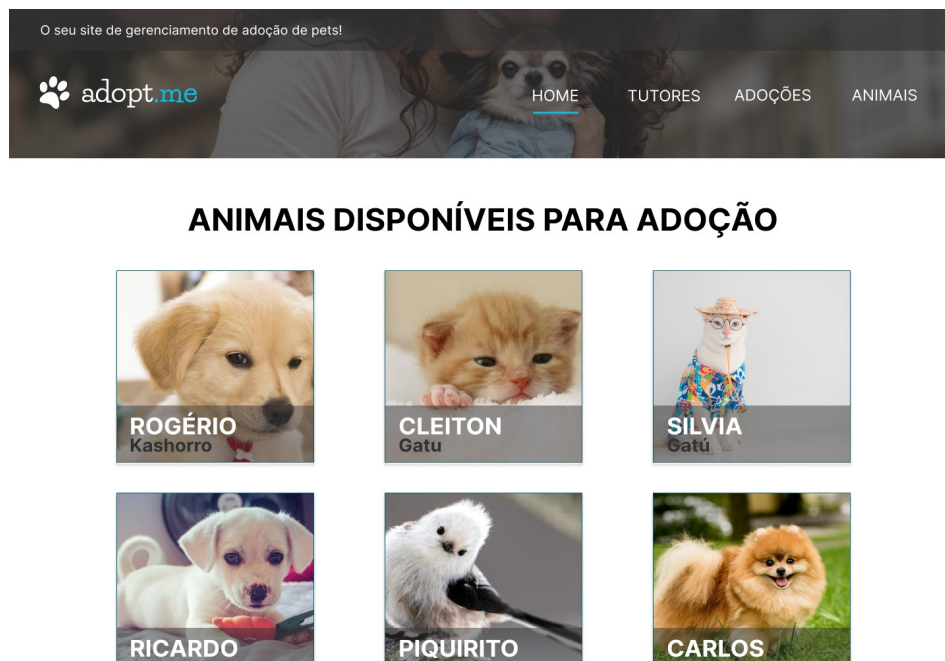 O seu site de gerenciamento de adoção de pets!
adopt.me
HOME TUTORES ADOÇÕES ANIMAIS
ANIMAIS DISPONÍVEIS PARA ADOÇÃO
ROGÉRIO
Kashorro
CLEITON
Gatu
SILVIA
Gatú
RICARDO
PIQUIRITO
CARLOS